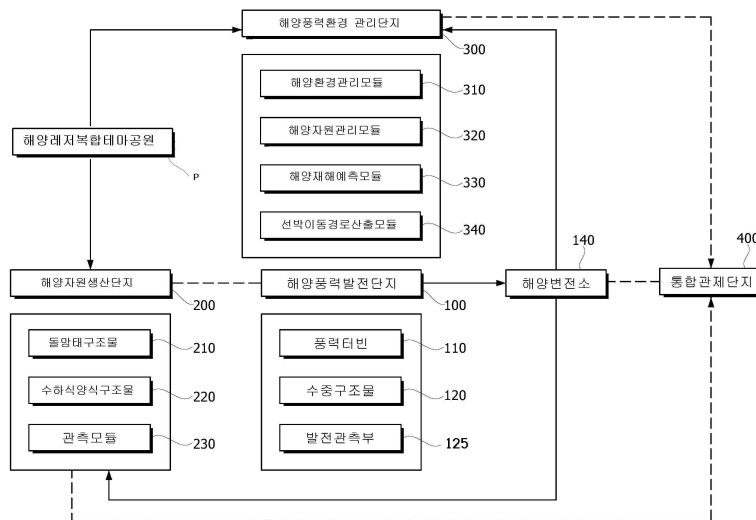 해양풍력환경 관리단지
300
해양환경관리모듈
310
해양자원관리모듈
320
해양재해예측모듈
330
선박이동경로산출모듈
340
해양레저복합테마공원
P
해양자원생산단지
200
해양풍력발전단지
100
해양변전소
140
통합관제단지
400
돌망태구조물
210
수하식양식구조물
220
관측모듈
230
풍력터빈
110
수중구조물
120
발전관측부
125